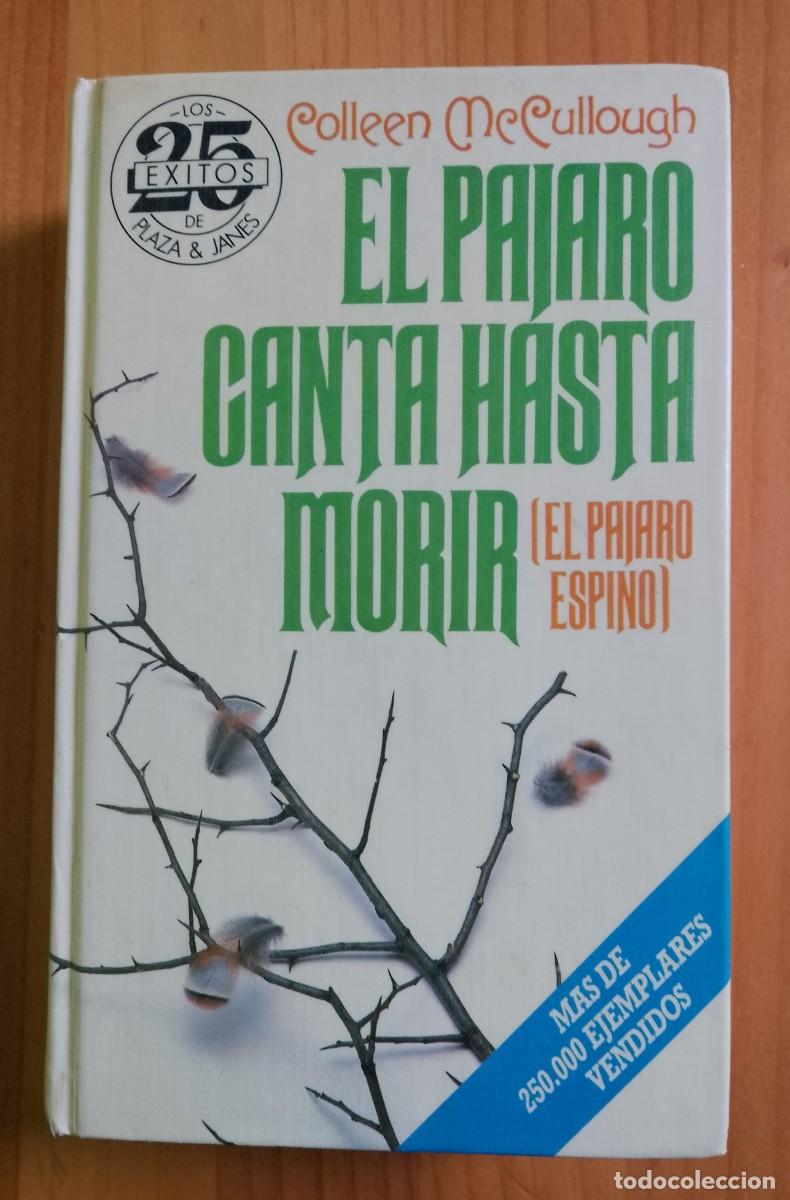 LOS
25
EXITOS
DE
PLAZA & JANES
Colleen McCullough
EL PAJARO
CANTA HASTA
MORIR
(EL PAJARO
ESPINO)
MAS DE
250.000 EJEMPLARES
VENDIDOS
todocoleccion